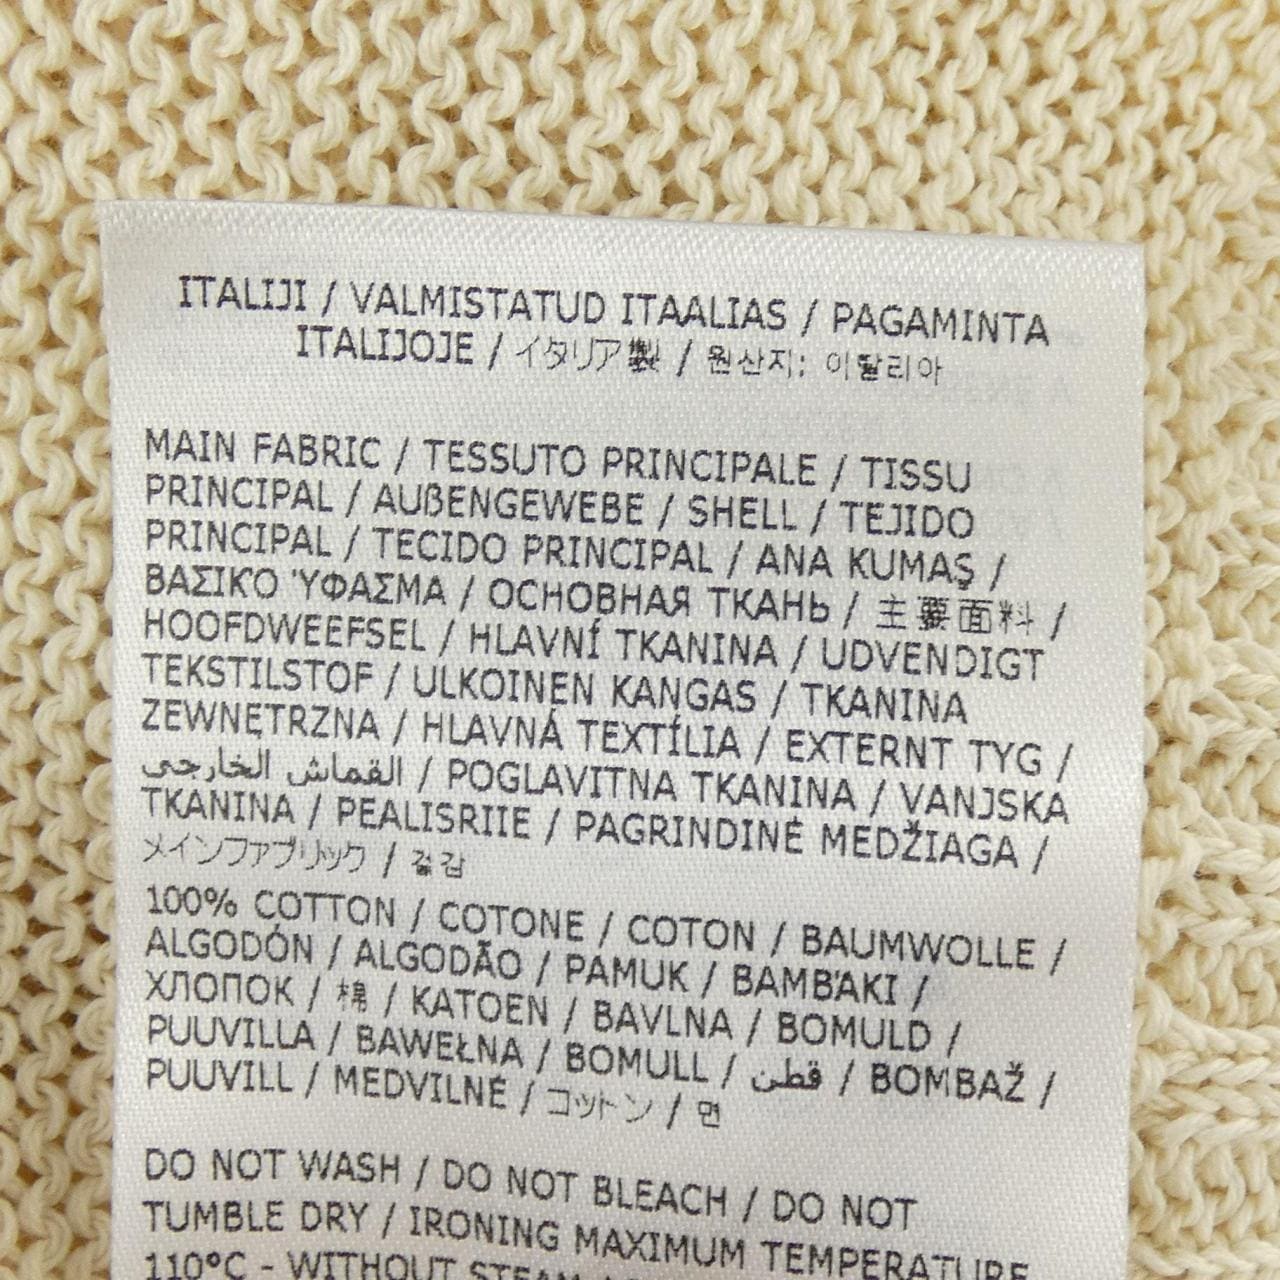 ITALIJI / VALMISTATUD ITAALIAS / PAGAMINTA
ITALIJOJE / イタリア製 / 원산지: 이탈리아
MAIN FABRIC / TESSUTO PRINCIPALE / TISSU
PRINCIPAL / AUßENGEWEBE / SHELL / TEJIDO
PRINCIPAL / TECIDO PRINCIPAL / ANA KUMAŞ /
ΒΑΣΙΚΌ ΎΦΑΣΜΑ / ОСНОВНАЯ ТКАНЬ / 主要面料 /
HOOFDWEEFSEL / HLAVNÍ TKANINA / UDVENDIGT
TEKSTILSTOF / ULKOINEN KANGAS / TKANINA
ZEWNĘTRZNA / HLAVNÁ TEXTÍLIA / EXTERNT TYG /
القماش الخارجي / POGLAVITNA TKANINA / VANJSKA
TKANINA / PEALISRIIE / PAGRINDINĖ MEDŽIAGA /
メインファブリック / 겉감
100% COTTON / COTONE / COTON / BAUMWOLLE /
ALGODÓN / ALGODÃO / PAMUK / ΒΑΜΒΆΚΙ /
ХЛОПОК / 棉 / KATOEN / BAVLNA / BOMULD /
PUUVILLA / BAWEŁNA / BOMULL / قطن / BOMBAŽ /
PUUVILL / MEDVILNĖ / コットン / 면
DO NOT WASH / DO NOT BLEACH / DO NOT
TUMBLE DRY / IRONING MAXIMUM TEMPERATURE
110°C - WITHOUT STEAM /